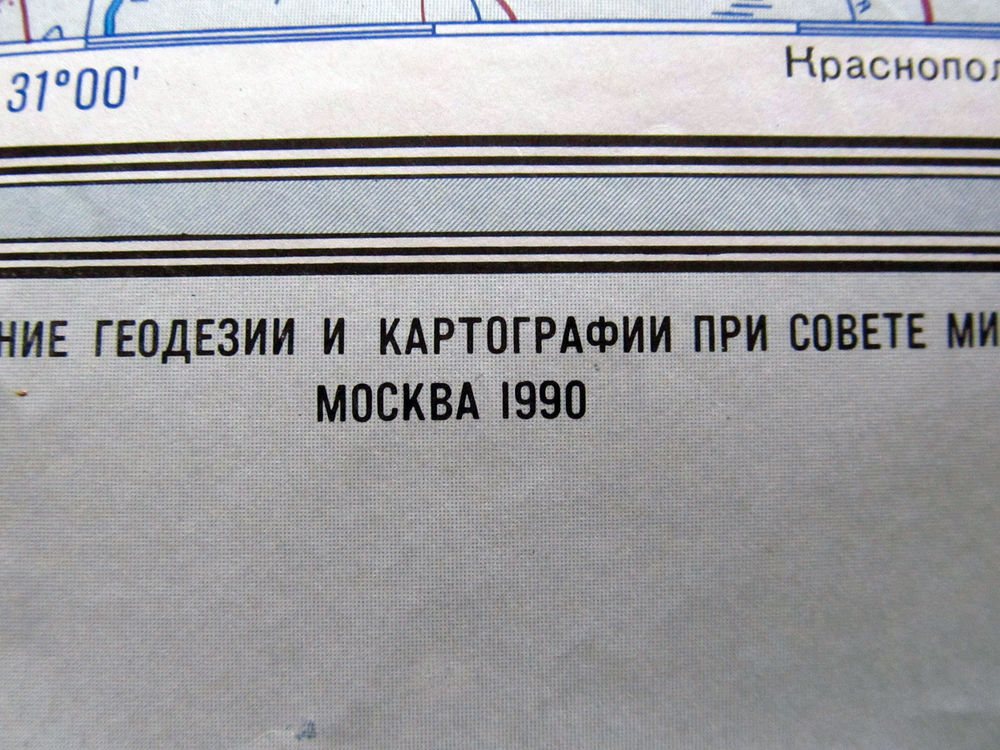 31°00'
Краснопол
НИЕ ГЕОДЕЗИИ И КАРТОГРАФИИ ПРИ СОВЕТЕ МИ
МОСКВА 1990